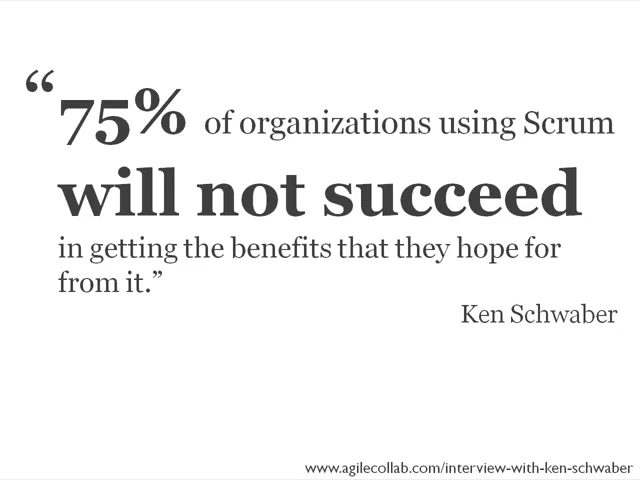 “75% of organizations using Scrum
will not succeed
in getting the benefits that they hope for
from it.”
Ken Schwaber
www.agilecollab.com/interview-with-ken-schwaber